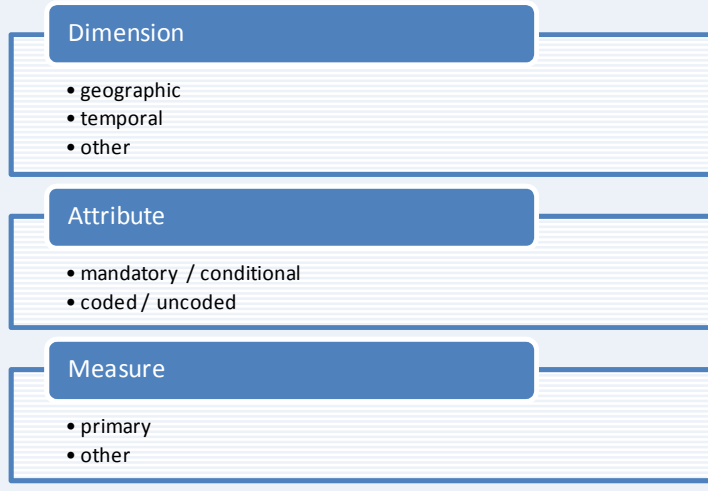 Dimension
• geographic
• temporal
• other
Attribute
• mandatory / conditional
• coded / uncoded
Measure
• primary
• other